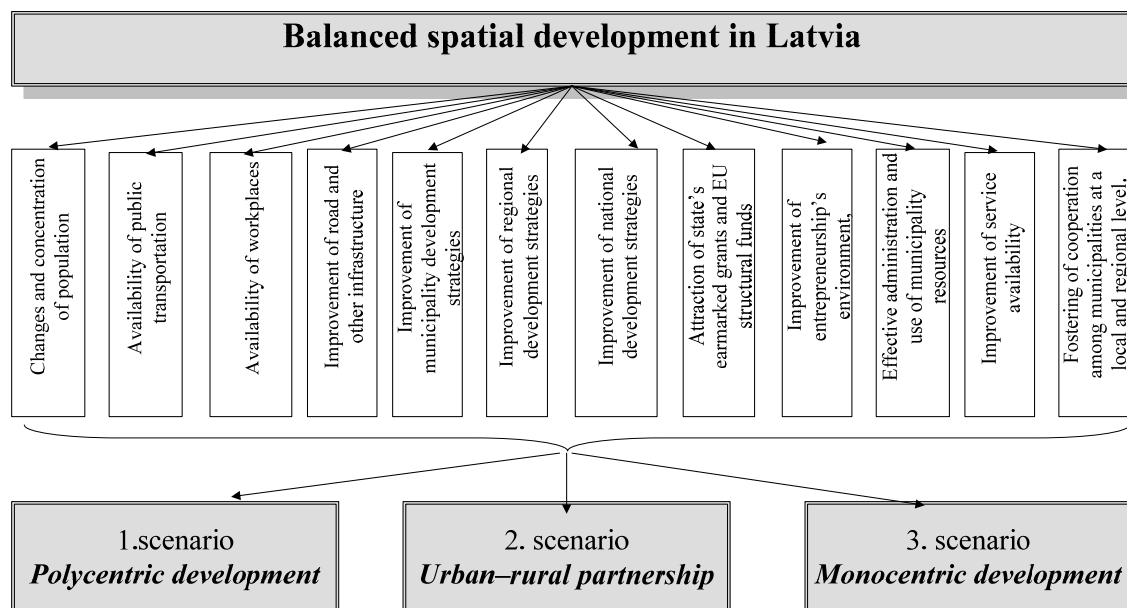 Balanced spatial development in Latvia
Changes and concentration
of population
Availability of public
transportation
Availability of workplaces
Improvement of road and
other infrastructure
Improvement of
municipality development
strategies
Improvement of regional
development strategies
Improvement of national
development strategies
Attraction of state’s
earmarked grants and EU
structural funds
Improvement of
entrepreneurship’s
environment,
Effective administration and
use of municipality
resources
Improvement of service
availability
Fostering of cooperation
among municipalities at a
local and regional level,
1.scenario
Polycentric development
2. scenario
Urban–rural partnership
3. scenario
Monocentric development